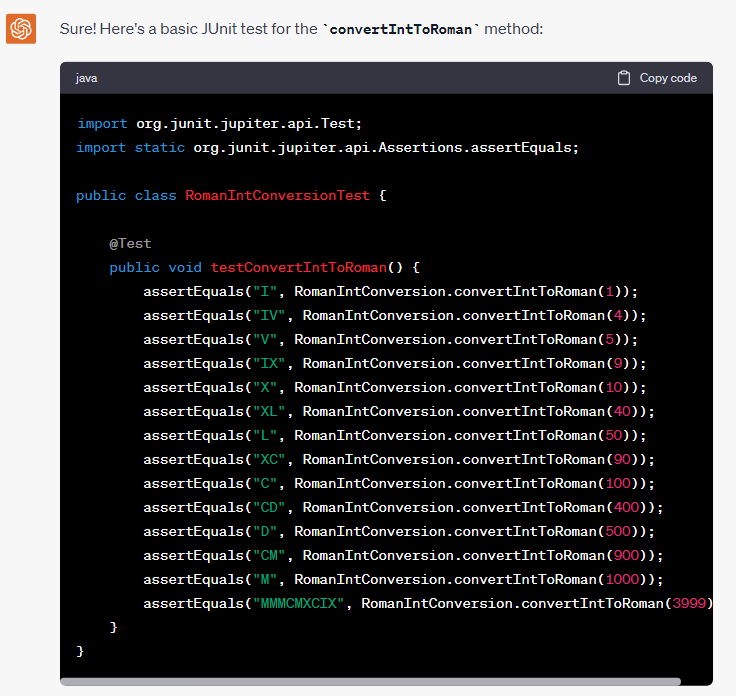 Sure! Here's a basic JUnit test for the `convertIntToRoman` method:
java
Copy code
import org.junit.jupiter.api.Test;
import static org.junit.jupiter.api.Assertions.assertEquals;
public class RomanIntConversionTest {
@Test
public void testConvertIntToRoman() {
assertEquals("I", RomanIntConversion.convertIntToRoman(1));
assertEquals("IV", RomanIntConversion.convertIntToRoman(4));
assertEquals("V", RomanIntConversion.convertIntToRoman(5));
assertEquals("IX", RomanIntConversion.convertIntToRoman(9));
assertEquals("X", RomanIntConversion.convertIntToRoman(10));
assertEquals("XL", RomanIntConversion.convertIntToRoman(40));
assertEquals("L", RomanIntConversion.convertIntToRoman(50));
assertEquals("XC", RomanIntConversion.convertIntToRoman(90));
assertEquals("C", RomanIntConversion.convertIntToRoman(100));
assertEquals("CD", RomanIntConversion.convertIntToRoman(400));
assertEquals("D", RomanIntConversion.convertIntToRoman(500));
assertEquals("CM", RomanIntConversion.convertIntToRoman(900));
assertEquals("M", RomanIntConversion.convertIntToRoman(1000));
assertEquals("MMMCMXCIX", RomanIntConversion.convertIntToRoman(3999)
}
}